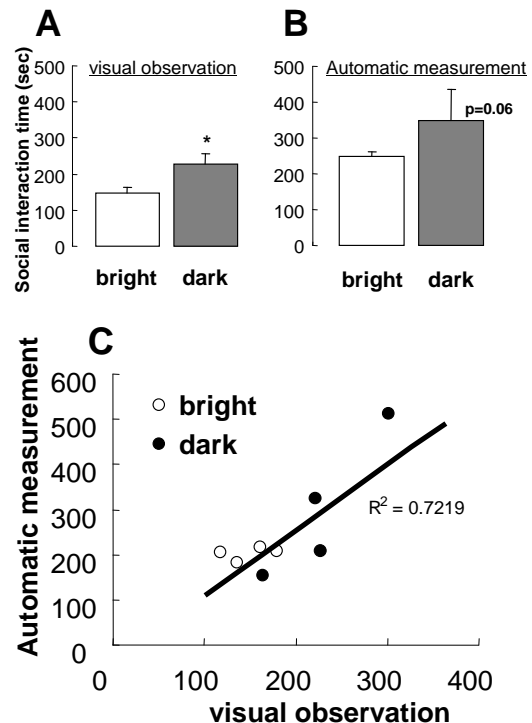 A
B
visual observation
Automatic measurement
Social interaction time (sec)
500
400
300
200
100
0
*
bright
dark
500
400
300
200
100
0
p=0.06
bright
dark
C
Automatic measurement
600
500
400
300
200
100
0
bright
dark
R² = 0.7219
0
100
200
300
400
visual observation